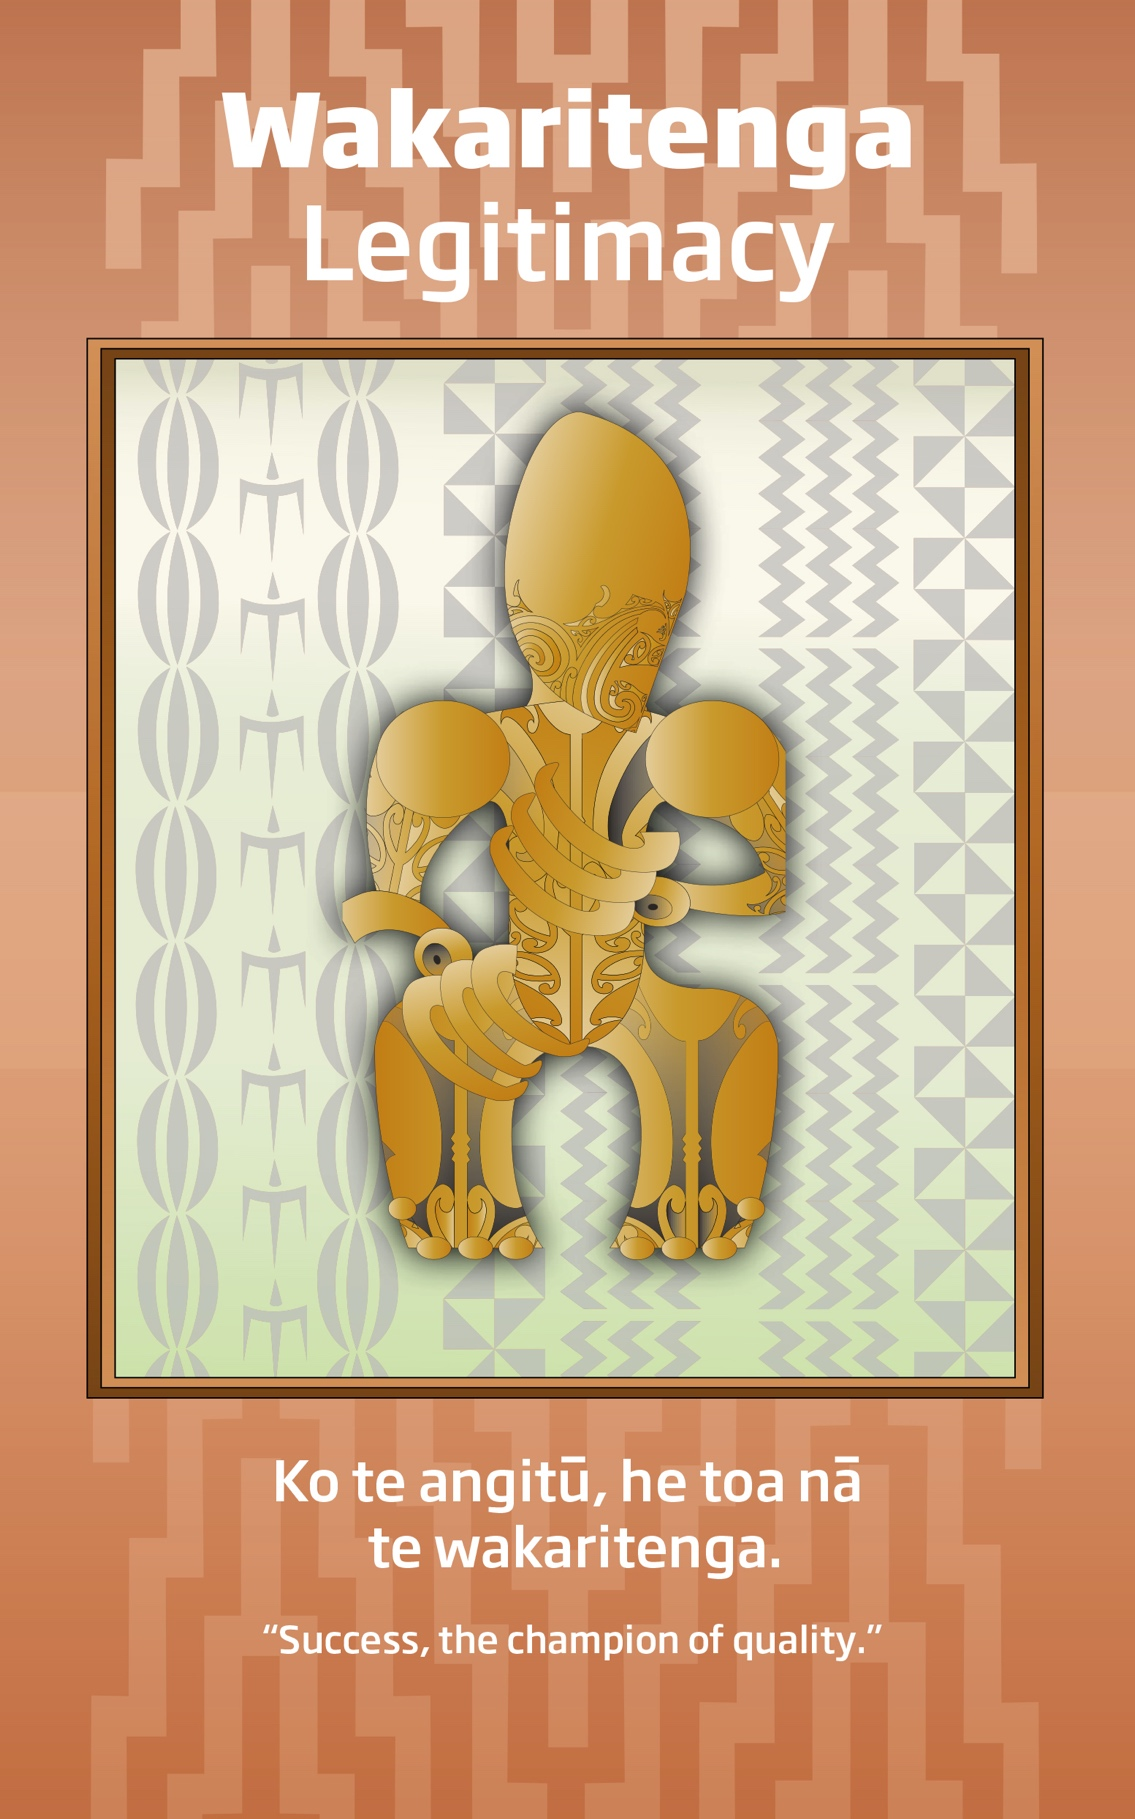 Wakaritenga
Legitimacy
Ko te angitū, he toa nā
te wakaritenga.
“Success, the champion of quality.”